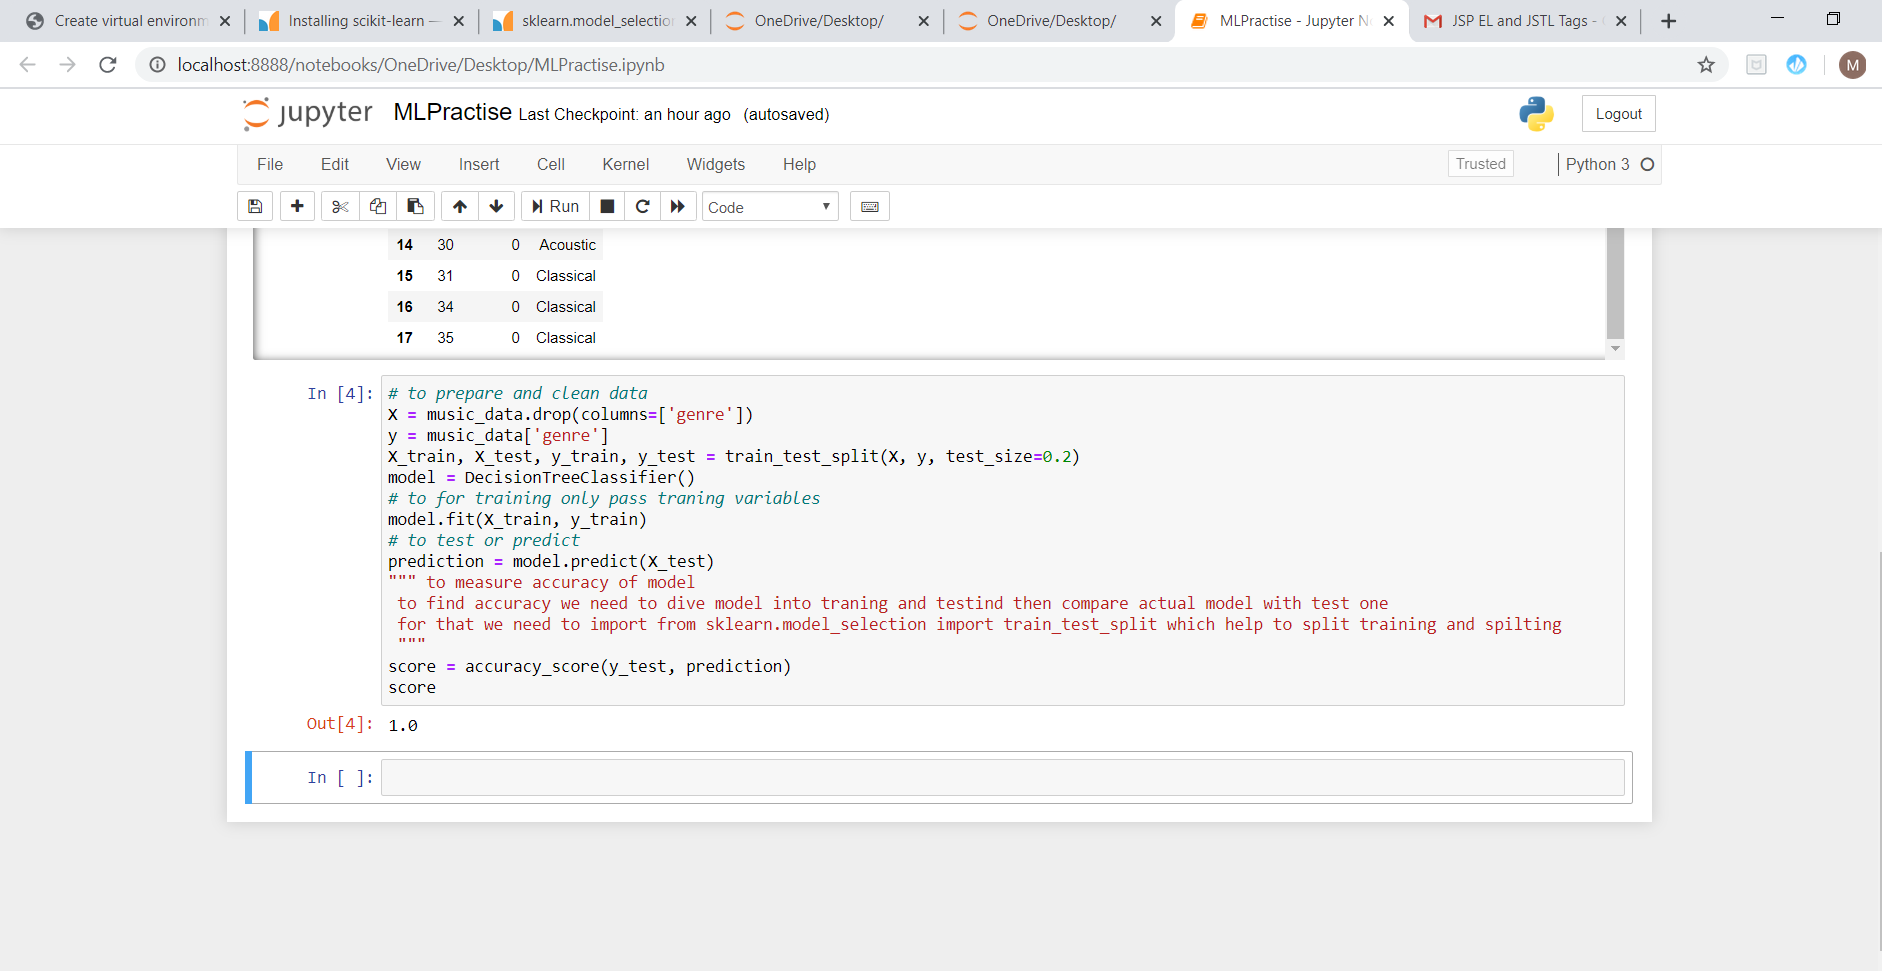 Create virtual environm
Installing scikit-learn —
sklearn.model_selection
OneDrive/Desktop/
OneDrive/Desktop/
MLPractise - Jupyter N
JSP EL and JSTL Tags -
localhost:8888/notebooks/OneDrive/Desktop/MLPractise.ipynb
M
jupyter MLPractise Last Checkpoint: an hour ago (autosaved)
Logout
File Edit View Insert Cell Kernel Widgets Help
Trusted
Python 3
Run
Code
14 30 0 Acoustic
15 31 0 Classical
16 34 0 Classical
17 35 0 Classical
In [4]:
# to prepare and clean data
X = music_data.drop(columns=['genre'])
y = music_data['genre']
X_train, X_test, y_train, y_test = train_test_split(X, y, test_size=0.2)
model = DecisionTreeClassifier()
# to for training only pass traning variables
model.fit(X_train, y_train)
# to test or predict
prediction = model.predict(X_test)
""" to measure accuracy of model
to find accuracy we need to dive model into traning and testind then compare actual model with test one
for that we need to import from sklearn.model_selection import train_test_split which help to split training and spilting
"""
score = accuracy_score(y_test, prediction)
score
Out[4]: 1.0
In [ ]: